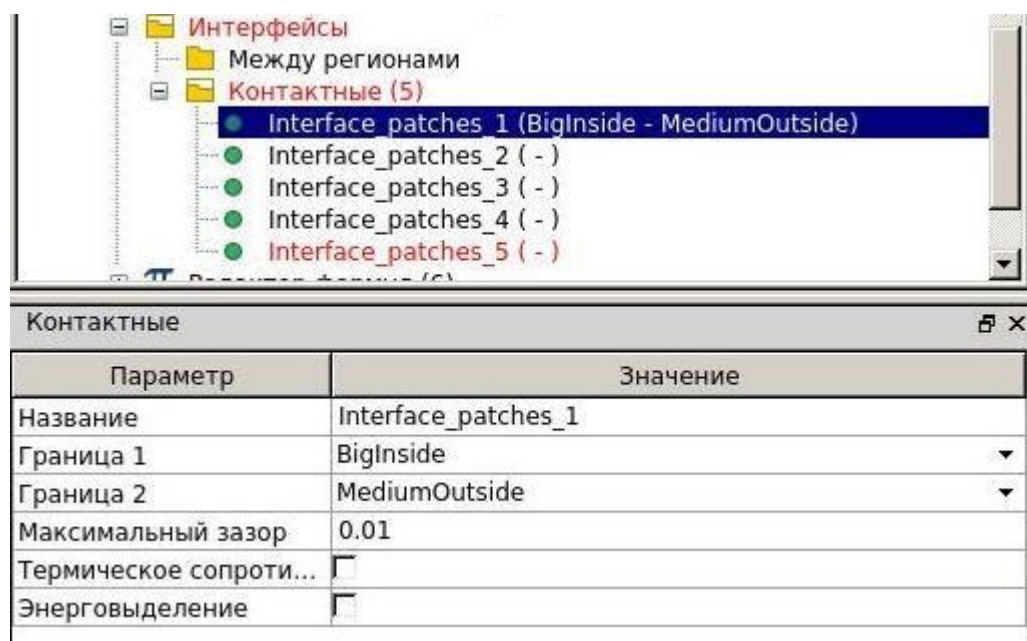 Интерфейсы
Между регионами
Контактные (5)
Interface_patches_1 (BigInside - MediumOutside)
Interface_patches_2 ( - )
Interface_patches_3 ( - )
Interface_patches_4 ( - )
Interface_patches_5 ( - )
Контактные
Параметр Значение
Название Interface_patches_1
Граница 1 BigInside
Граница 2 MediumOutside
Максимальный зазор 0.01
Термическое сопроти...
Энерговыделение